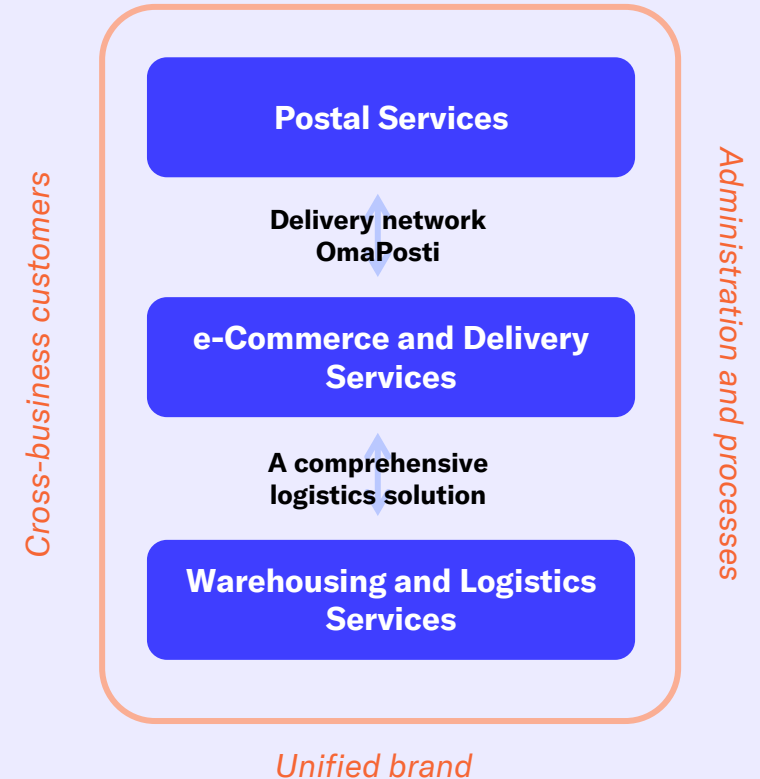 Postal Services
Delivery network
OmaPosti
e-Commerce and Delivery
Services
A comprehensive
logistics solution
Warehousing and Logistics
Services
Cross-business customers
Administration and processes
Unified brand